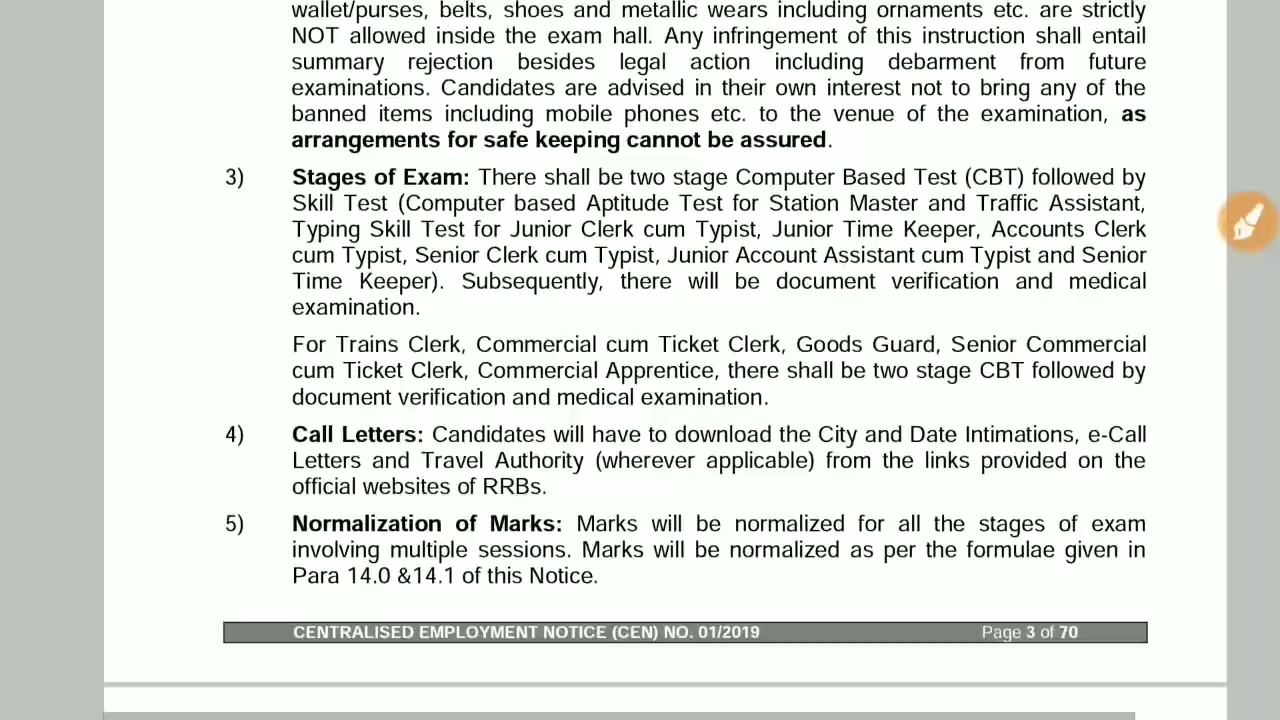 wallet/purses, belts, shoes and metallic wears including ornaments etc. are strictly
NOT allowed inside the exam hall. Any infringement of this instruction shall entail
summary rejection besides legal action including debarment from future
examinations. Candidates are advised in their own interest not to bring any of the
banned items including mobile phones etc. to the venue of the examination, as
arrangements for safe keeping cannot be assured.
3) Stages of Exam: There shall be two stage Computer Based Test (CBT) followed by
Skill Test (Computer based Aptitude Test for Station Master and Traffic Assistant,
Typing Skill Test for Junior Clerk cum Typist, Junior Time Keeper, Accounts Clerk
cum Typist, Senior Clerk cum Typist, Junior Account Assistant cum Typist and Senior
Time Keeper). Subsequently, there will be document verification and medical
examination.
For Trains Clerk, Commercial cum Ticket Clerk, Goods Guard, Senior Commercial
cum Ticket Clerk, Commercial Apprentice, there shall be two stage CBT followed by
document verification and medical examination.
4) Call Letters: Candidates will have to download the City and Date Intimations, e-Call
Letters and Travel Authority (wherever applicable) from the links provided on the
official websites of RRBs.
5) Normalization of Marks: Marks will be normalized for all the stages of exam
involving multiple sessions. Marks will be normalized as per the formulae given in
Para 14.0 &14.1 of this Notice.
CENTRALISED EMPLOYMENT NOTICE (CEN) NO. 01/2019 Page 3 of 70